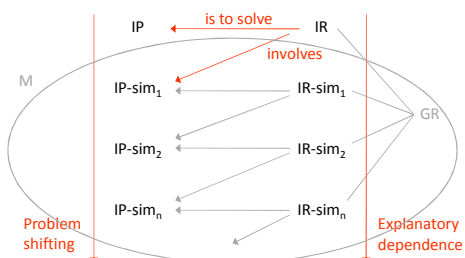 is to solve
IP IR
involves
M
IP-sim₁ IR-sim₁
GR
IP-sim₂ IR-sim₂
IP-simₙ IR-simₙ
Problem
shifting
Explanatory
dependence